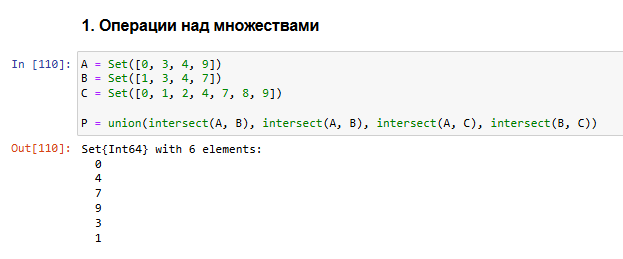 1. Операции над множествами
In [110]: A = Set([0, 3, 4, 9])
B = Set([1, 3, 4, 7])
C = Set([0, 1, 2, 4, 7, 8, 9])
P = union(intersect(A, B), intersect(A, B), intersect(A, C), intersect(B, C))
Out[110]: Set{Int64} with 6 elements:
0
4
7
9
3
1